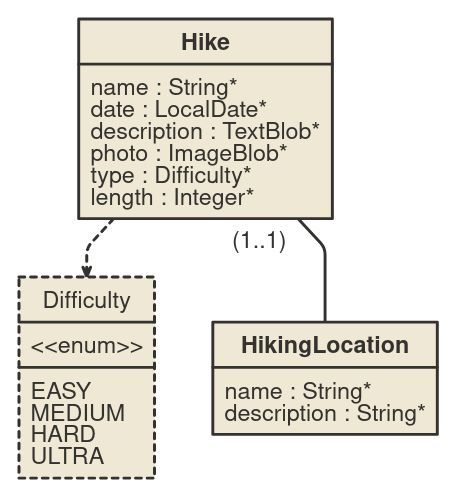 Hike
name : String*
date : LocalDate*
description : TextBlob*
photo : ImageBlob*
type : Difficulty*
length : Integer*
(1..1)
Difficulty
<<enum>>
EASY
MEDIUM
HARD
ULTRA
HikingLocation
name : String*
description : String*